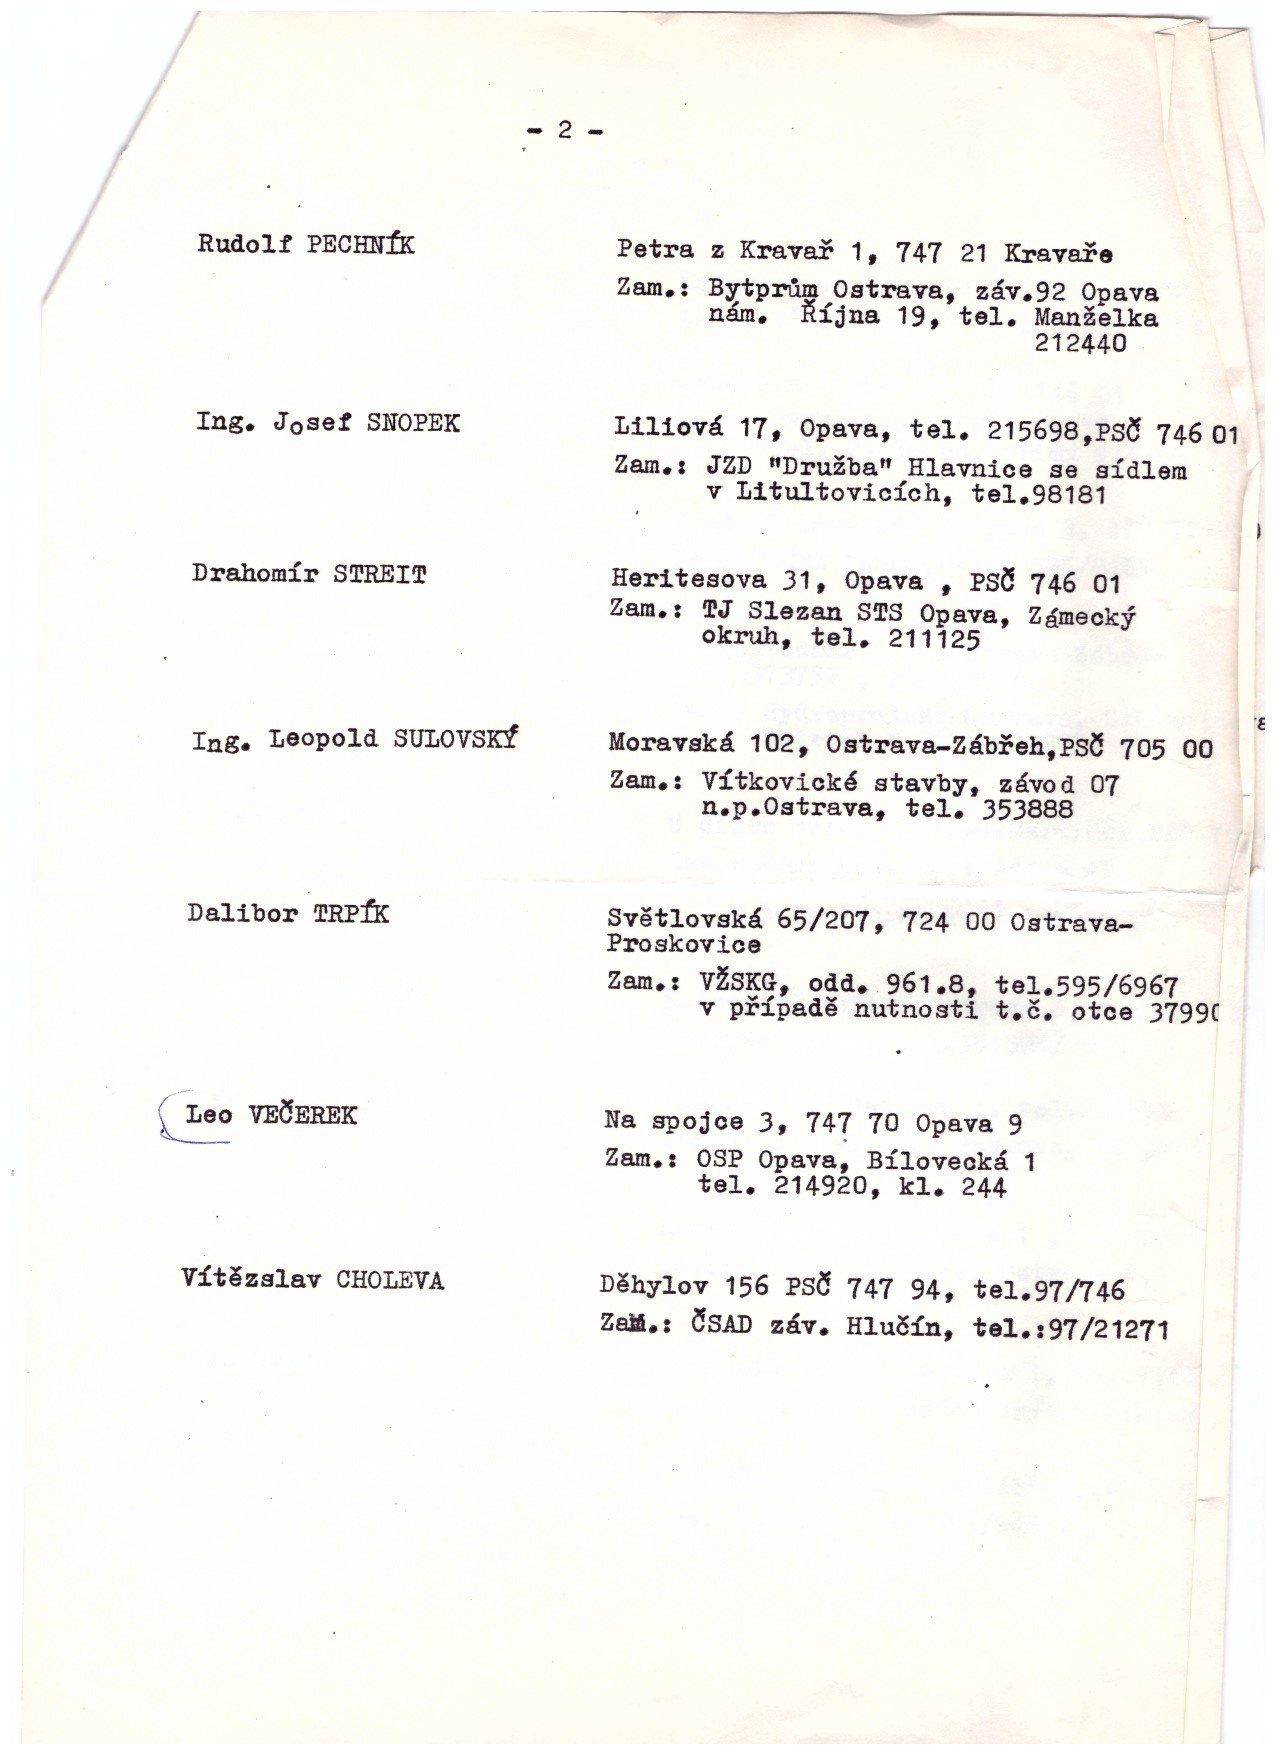 - 2 -
Rudolf PECHNÍK
Petra z Kravař 1, 747 21 Kravaře
Zam.: Bytprům Ostrava, záv.92 Opava
nám. Října 19, tel. Manželka
212440
Ing. Josef SNOPEK
Liliová 17, Opava, tel. 215698,PSČ 746 01
Zam.: JZD "Družba" Hlavnice se sídlem
v Litultovicích, tel.98181
Drahomír STREIT
Heritesova 31, Opava , PSČ 746 01
Zam.: TJ Slezan STS Opava, Zámecký
okruh, tel. 211125
Ing. Leopold SULOVSKÝ
Moravská 102, Ostrava-Zábřeh,PSČ 705 00
Zam.: Vítkovické stavby, závod 07
n.p.Ostrava, tel. 353888
Dalibor TRPÍK
Světlovská 65/207, 724 00 Ostrava-
Proskovice
Zam.: VŽSKG, odd. 961.8, tel.595/6967
v případě nutnosti t.č. otce 37990
Leo VEČEREK
Na spojce 3, 747 70 Opava 9
Zam.: OSP Opava, Bílovecká 1
tel. 214920, kl. 244
Vítězslav CHOLEVA
Děhylov 156 PSČ 747 94, tel.97/746
Zam.: ČSAD záv. Hlučín, tel.:97/21271